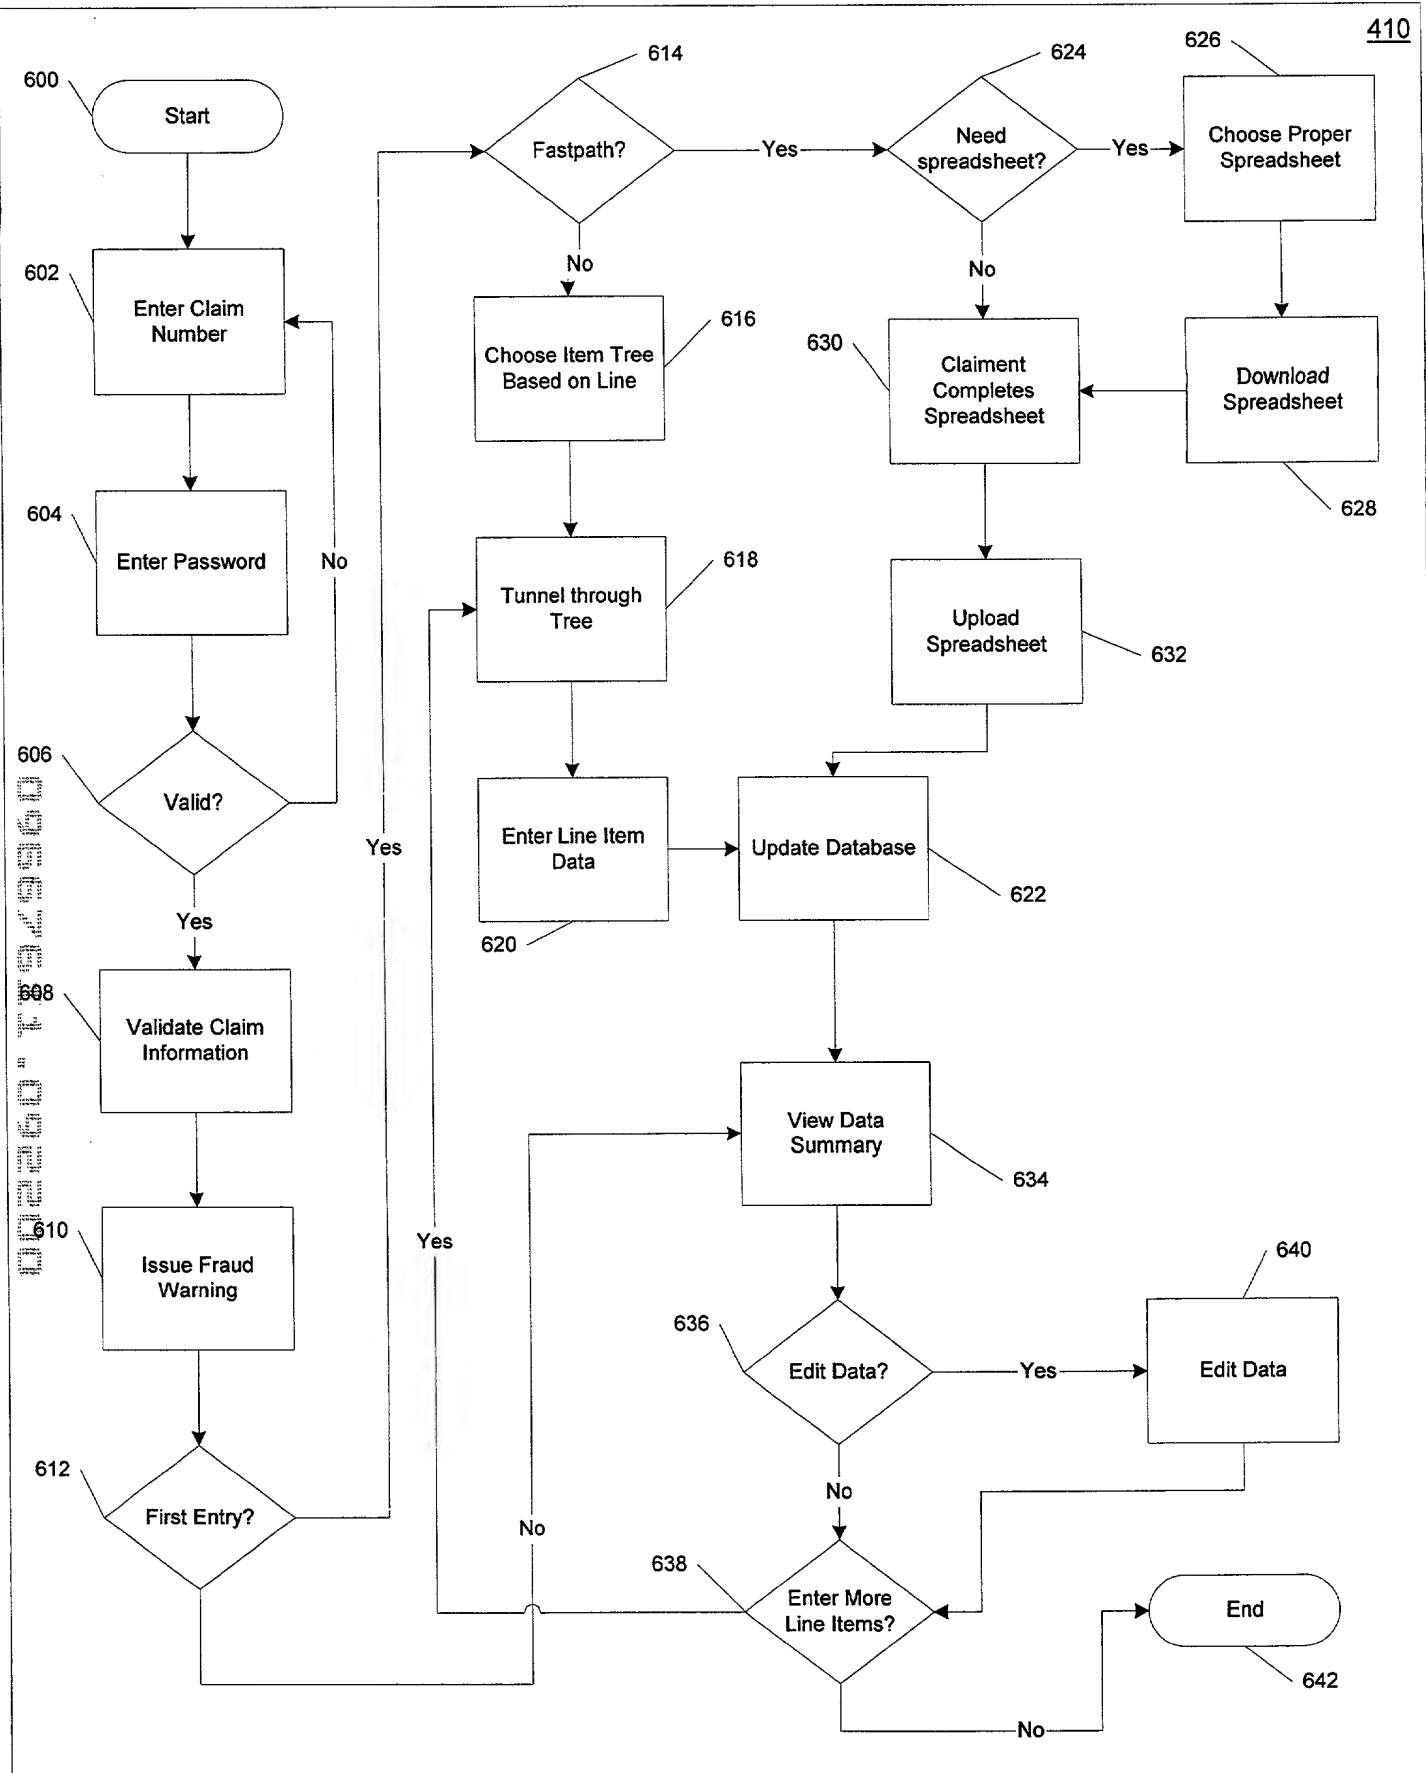 410
600
Start
614
Fastpath?
Yes
624
Need
spreadsheet?
Yes
626
Choose Proper
Spreadsheet
602
Enter Claim
Number
No
616
Choose Item Tree
Based on Line
No
630
Claiment
Completes
Spreadsheet
Download
Spreadsheet
628
604
Enter Password
No
618
Tunnel through
Tree
Upload
Spreadsheet
632
606
Valid?
Yes
Yes
Enter Line Item
Data
620
Update Database
622
608
Validate Claim
Information
View Data
Summary
634
610
Issue Fraud
Warning
Yes
636
Edit Data?
Yes
640
Edit Data
612
First Entry?
No
No
638
Enter More
Line Items?
End
642
No